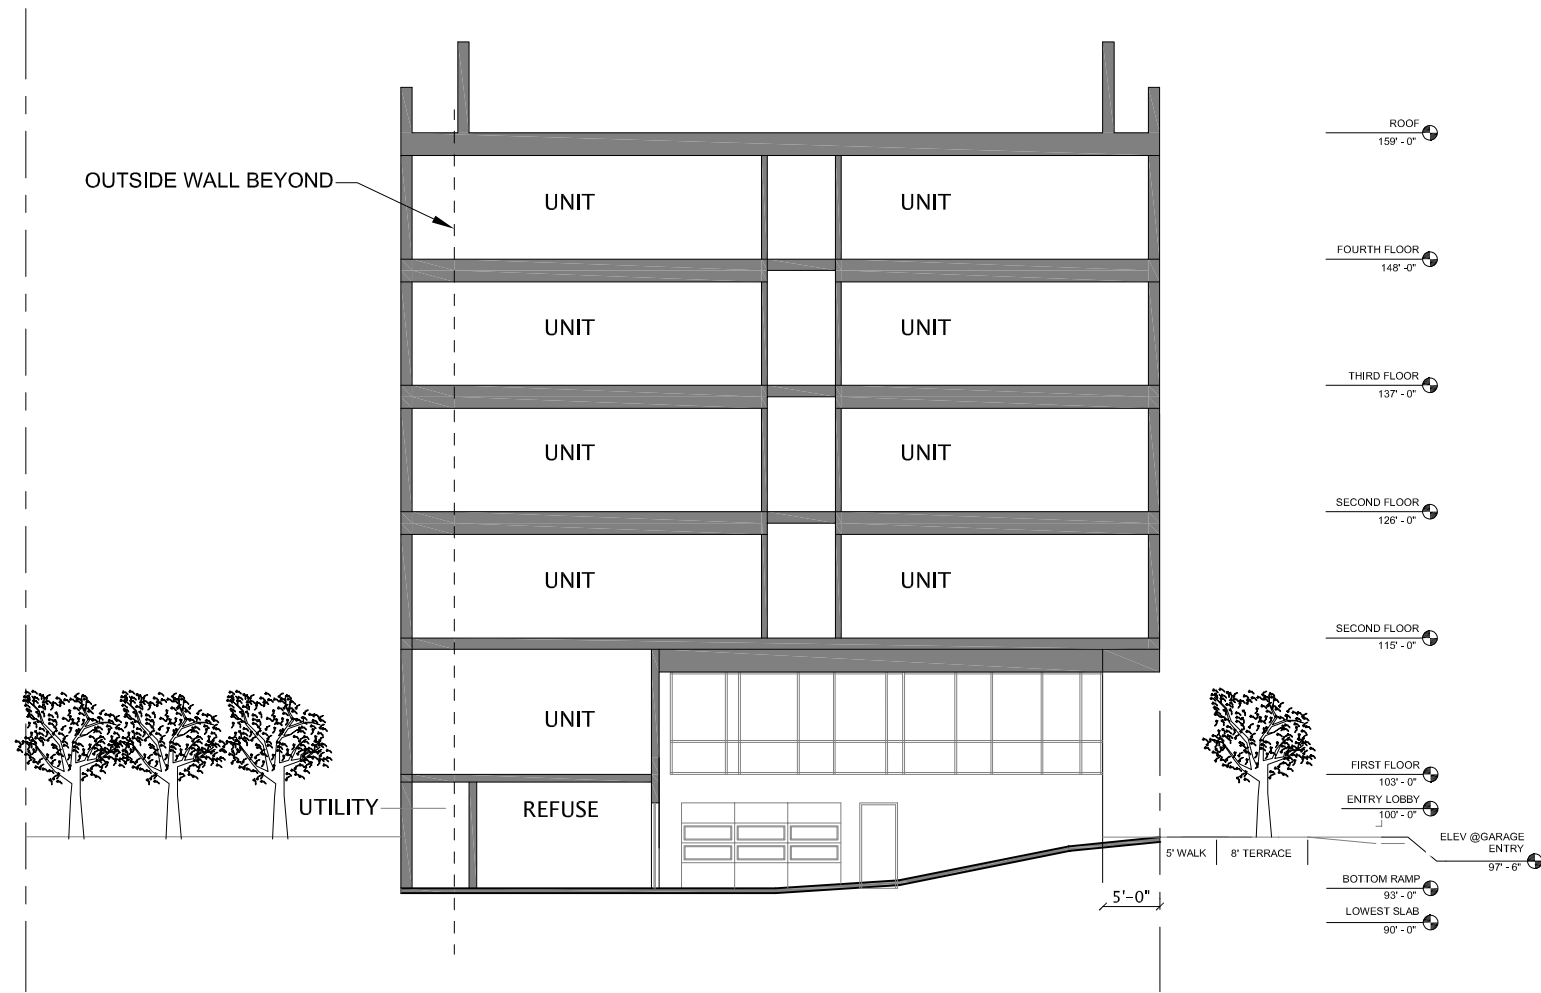 ROOF
159' - 0"
OUTSIDE WALL BEYOND
UNIT
UNIT
FOURTH FLOOR
148' -0"
UNIT
UNIT
THIRD FLOOR
137' - 0"
UNIT
UNIT
SECOND FLOOR
126' - 0"
UNIT
UNIT
SECOND FLOOR
115' - 0"
UNIT
FIRST FLOOR
103' - 0"
UTILITY
REFUSE
ENTRY LOBBY
100' - 0"
ELEV @GARAGE
ENTRY
97' - 6"
5' WALK
8' TERRACE
BOTTOM RAMP
93' - 0"
5'-0"
LOWEST SLAB
90' - 0"